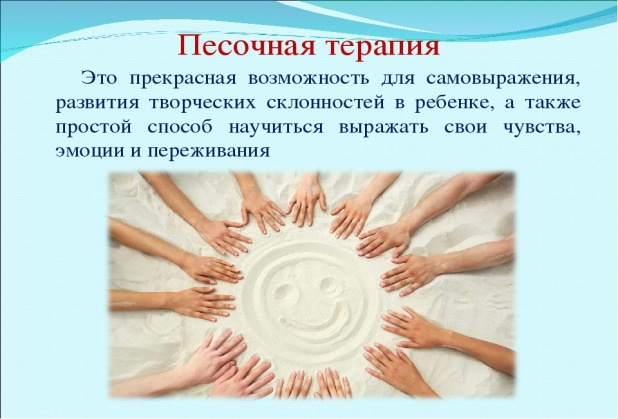 Песочная терапия
Это прекрасная возможность для самовыражения,
развития творческих склонностей в ребенке, а также
простой способ научиться выражать свои чувства,
эмоции и переживания